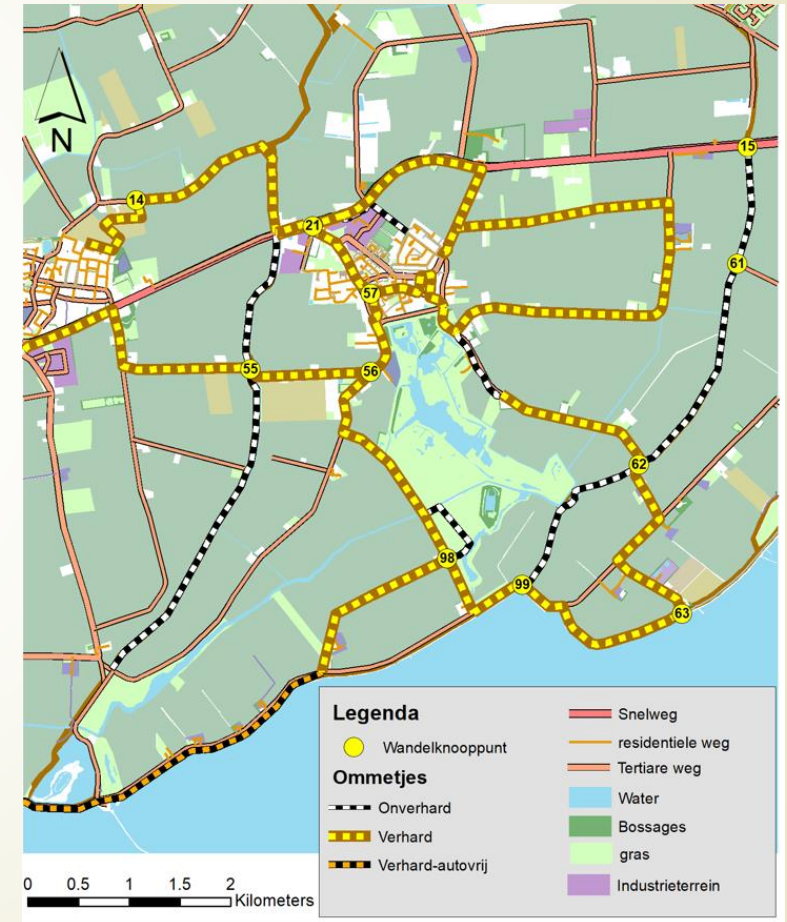 N
15
14
21
61
57
55
56
62
98
99
63
Legenda
Wandelknooppunt
Ommetjes
Onverhard
Verhard
Verhard-autovrij
Snelweg
residentiele weg
Tertiare weg
Water
Bossages
gras
Industrieterrein
0 0.5 1 1.5 2
Kilometers